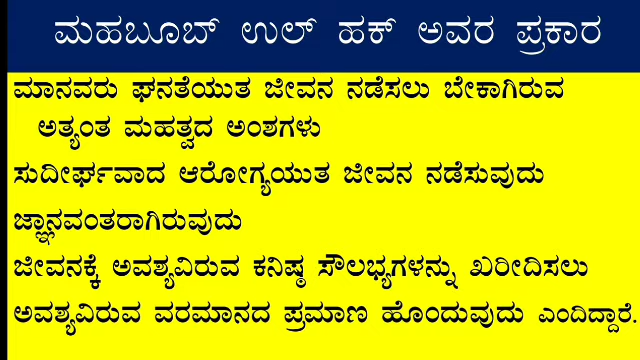 ಮಹಬೂಬ್ ಉಲ್ ಹಕ್ ಅವರ ಪ್ರಕಾರ
ಮಾನವರು ಘನತೆಯುತ ಜೀವನ ನಡೆಸಲು ಬೇಕಾಗಿರುವ
ಅತ್ಯಂತ ಮಹತ್ವದ ಅಂಶಗಳು
ಸುದೀರ್ಘವಾದ ಆರೋಗ್ಯಯುತ ಜೀವನ ನಡೆಸುವುದು
ಜ್ಞಾನವಂತರಾಗಿರುವುದು
ಜೀವನಕ್ಕೆ ಅವಶ್ಯವಿರುವ ಕನಿಷ್ಠ ಸೌಲಭ್ಯಗಳನ್ನು ಖರೀದಿಸಲು
ಅವಶ್ಯವಿರುವ ವರಮಾನದ ಪ್ರಮಾಣ ಹೊಂದುವುದು ಎಂದಿದ್ದಾರೆ.